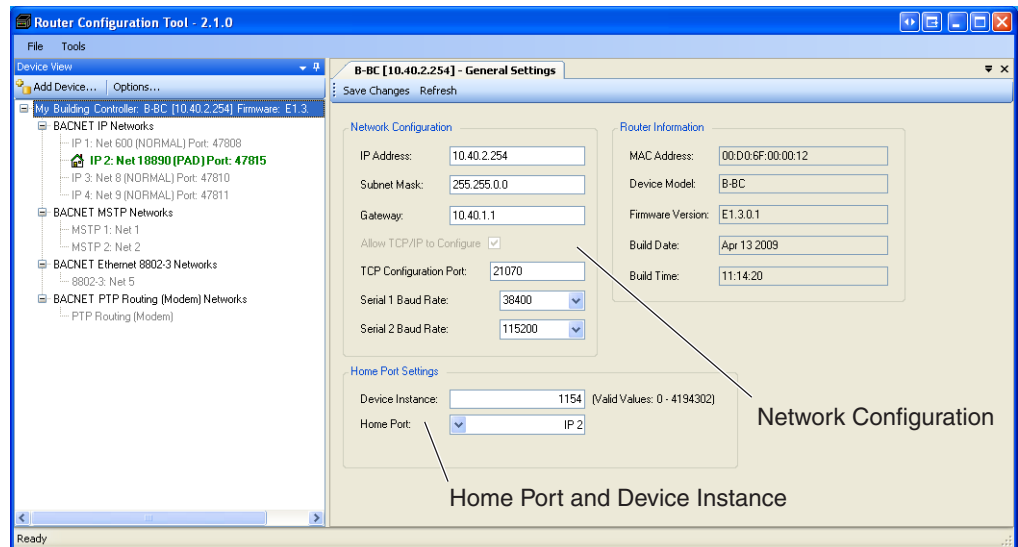 Router Configuration Tool - 2.1.0
File Tools
Device View
Add Device... Options...
My Building Controller: B-BC [10.40.2.254] Firmware: E1.3.
BACNET IP Networks
IP 1: Net 600 (NORMAL) Port: 47808
IP 2: Net 18890 (PAD) Port: 47815
IP 3: Net 8 (NORMAL) Port: 47810
IP 4: Net 9 (NORMAL) Port: 47811
BACNET MSTP Networks
MSTP 1: Net 1
MSTP 2: Net 2
BACNET Ethernet 8802-3 Networks
8802-3: Net 5
BACNET PTP Routing (Modem) Networks
PTP Routing (Modem)
B-BC [10.40.2.254] - General Settings
Save Changes Refresh
Network Configuration
IP Address: 10.40.2.254
Subnet Mask: 255.255.0.0
Gateway: 10.40.1.1
Allow TCP/IP to Configure
TCP Configuration Port: 21070
Serial 1 Baud Rate: 38400
Serial 2 Baud Rate: 115200
Router Information
MAC Address: 00:D0:6F:00:00:12
Device Model: B-BC
Firmware Version: E1.3.0.1
Build Date: Apr 13 2009
Build Time: 11:14:20
Home Port Settings
Device Instance: 1154 (Valid Values: 0 - 4194302)
Home Port: IP 2
Network Configuration
Home Port and Device Instance
Ready